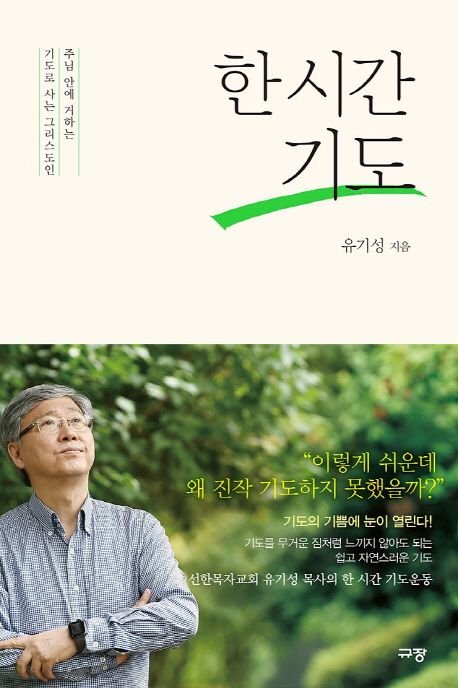 주님 안에 거하는
기도로 사는 그리스도인
한 시간
기도
유기성 지음
“이렇게 쉬운데
왜 진작 기도하지 못했을까?”
기도의 기쁨에 눈이 열린다!
기도를 무거운 짐처럼 느끼지 않아도 되는
쉽고 자연스러운 기도
선한목자교회 유기성 목사의 한 시간 기도운동
규장